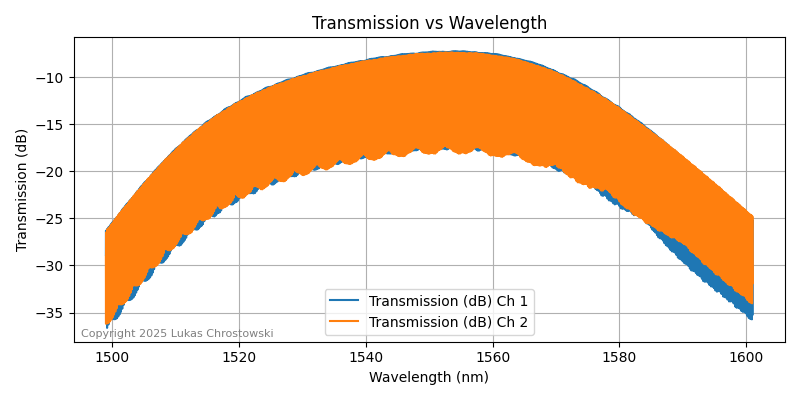 Transmission vs Wavelength
Transmission (dB)
−10
−15
−20
−25
−30
−35
Transmission (dB) Ch 1
Transmission (dB) Ch 2
Copyright 2025 Lukas Chrostowski
1500 1520 1540 1560 1580 1600
Wavelength (nm)